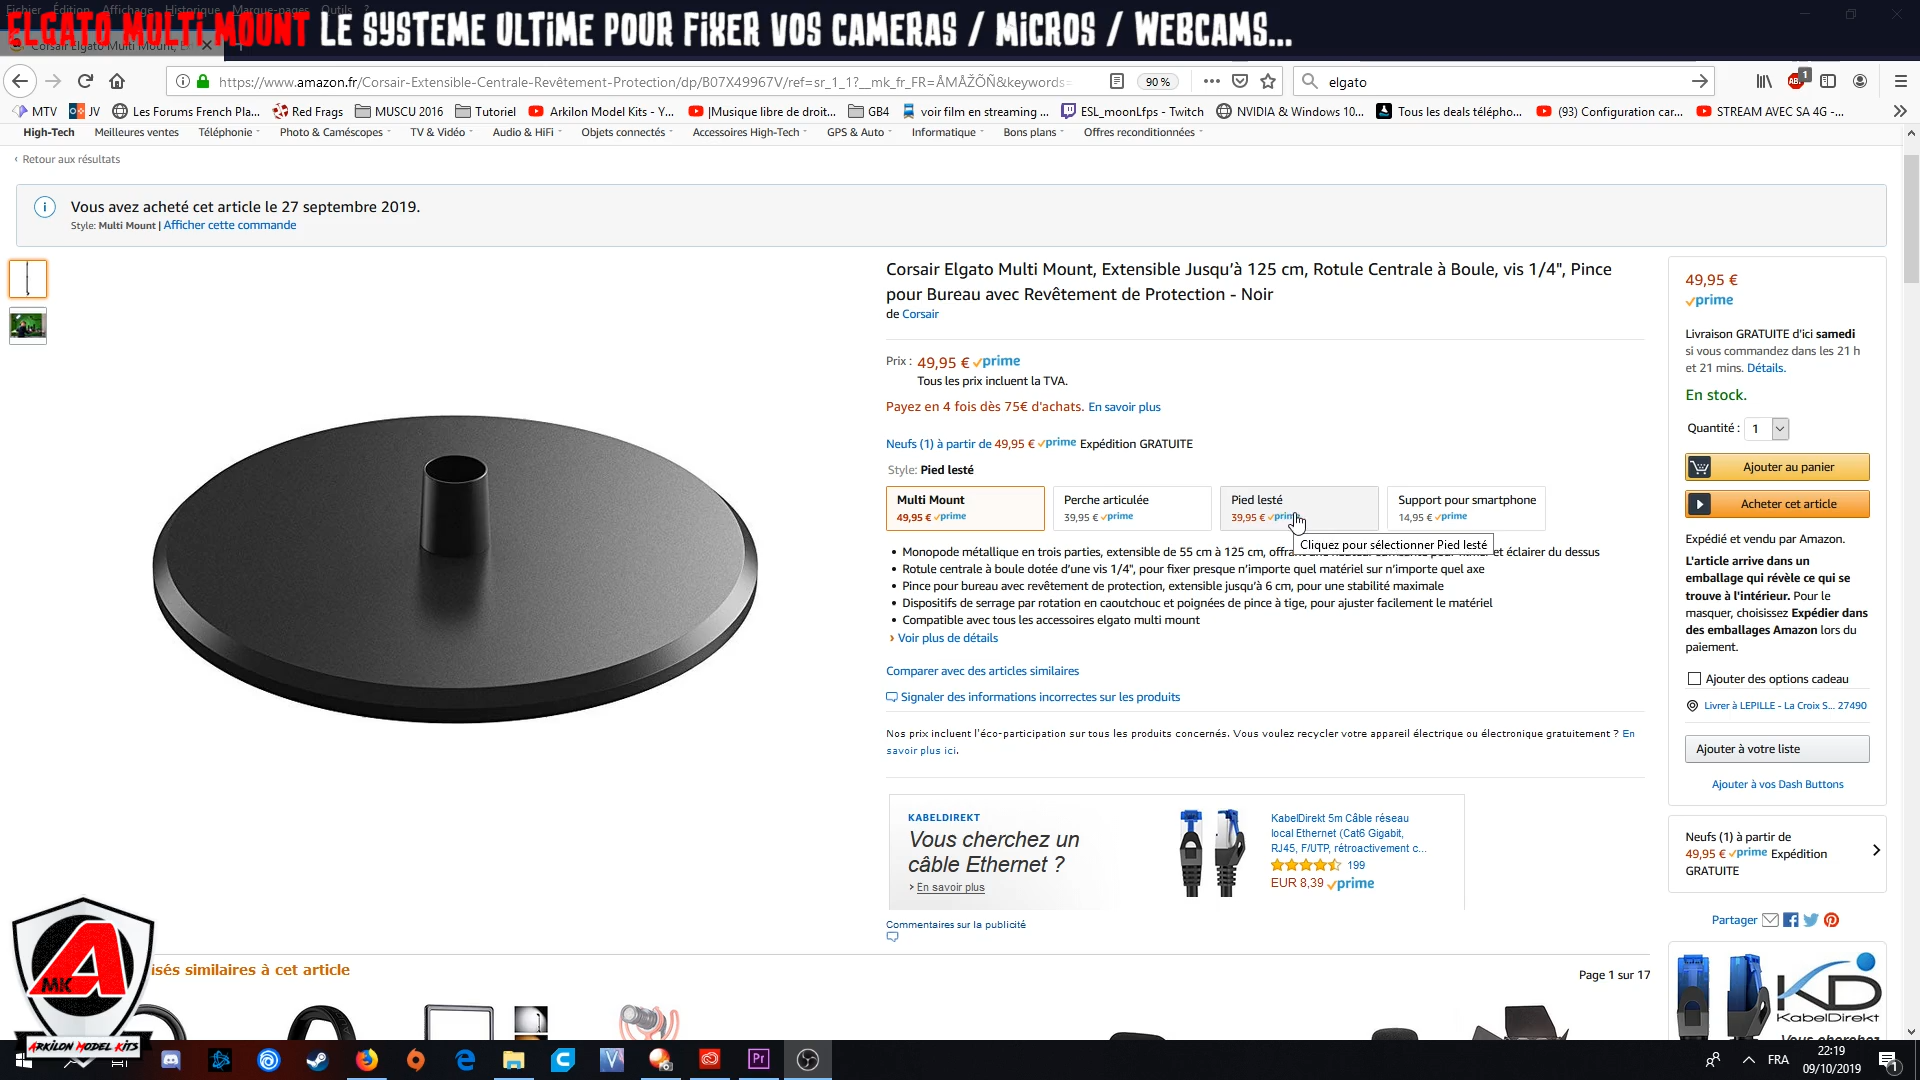 Fichier Édition Affichage Historique Marque-pages Outils ?
ELGATO MULTI MOUNT LE SYSTEME ULTIME POUR FIXER VOS CAMERAS / MICROS / WEBCAMS...
Corsair Elgato Multi Mount,
https://www.amazon.fr/Corsair-Extensible-Centrale-Revêtement-Protection/dp/B07X49967V/ref=sr_1_1?__mk_fr_FR=ÅMÅŽÕÑ&keywords= 90 % elgato 1
MTV JV Les Forums French Pla... Red Frags MUSCU 2016 Tutoriel Arkilon Model Kits - Y... |Musique libre de droit... GB4 voir film en streaming ... ESL_moonLfps - Twitch NVIDIA & Windows 10... Tous les deals télépho... (93) Configuration car... STREAM AVEC SA 4G -...
High-Tech Meilleures ventes Téléphonie Photo & Caméscopes TV & Vidéo Audio & HiFi Objets connectés Accessoires High-Tech GPS & Auto Informatique Bons plans Offres reconditionnées
‹ Retour aux résultats
Vous avez acheté cet article le 27 septembre 2019.
Style: Multi Mount | Afficher cette commande
Corsair Elgato Multi Mount, Extensible Jusqu'à 125 cm, Rotule Centrale à Boule, vis 1/4", Pince
pour Bureau avec Revêtement de Protection - Noir
de Corsair
Prix : 49,95 € prime
Tous les prix incluent la TVA.
Payez en 4 fois dès 75€ d'achats. En savoir plus
Neufs (1) à partir de 49,95 € prime Expédition GRATUITE
Style: Pied lesté
Multi Mount
49,95 € prime
Perche articulée
39,95 € prime
Pied lesté
39,95 € prime
Support pour smartphone
14,95 € prime
Cliquez pour sélectionner Pied lesté
• Monopode métallique en trois parties, extensible de 55 cm à 125 cm, et éclairer du dessus
• Rotule centrale à boule dotée d'une vis 1/4", pour fixer presque n'importe quel matériel sur n'importe quel axe
• Pince pour bureau avec revêtement de protection, extensible jusqu'à 6 cm, pour une stabilité maximale
• Dispositifs de serrage par rotation en caoutchouc et poignées de pince à tige, pour ajuster facilement le matériel
• Compatible avec tous les accessoires elgato multi mount
› Voir plus de détails
Comparer avec des articles similaires
Signaler des informations incorrectes sur les produits
Nos prix incluent l'éco-participation sur tous les produits concernés. Vous voulez recycler votre appareil électrique ou électronique gratuitement ? En
savoir plus ici.
KABELDIREKT
Vous cherchez un
câble Ethernet ?
› En savoir plus
KabelDirekt 5m Câble réseau
local Ethernet (Cat6 Gigabit,
RJ45, F/UTP, rétroactivement c...
199
EUR 8,39 prime
Commentaires sur la publicité
isés similaires à cet article
Page 1 sur 17
49,95 €
prime
Livraison GRATUITE d'ici samedi
si vous commandez dans les 21 h
et 21 mins. Détails.
En stock.
Quantité : 1
Ajouter au panier
Acheter cet article
Expédié et vendu par Amazon.
L'article arrive dans un
emballage qui révèle ce qui se
trouve à l'intérieur. Pour le
masquer, choisissez Expédier dans
des emballages Amazon lors du
paiement.
Ajouter des options cadeau
Livrer à LEPILLE - La Croix S... 27490
Ajouter à votre liste
Ajouter à vos Dash Buttons
Neufs (1) à partir de
49,95 € prime Expédition
GRATUITE
Partager
KD
KabelDirekt
Vous cherchez
A
MK
ARKILON MODEL KITS
Pr
FRA
22:19
09/10/2019
1